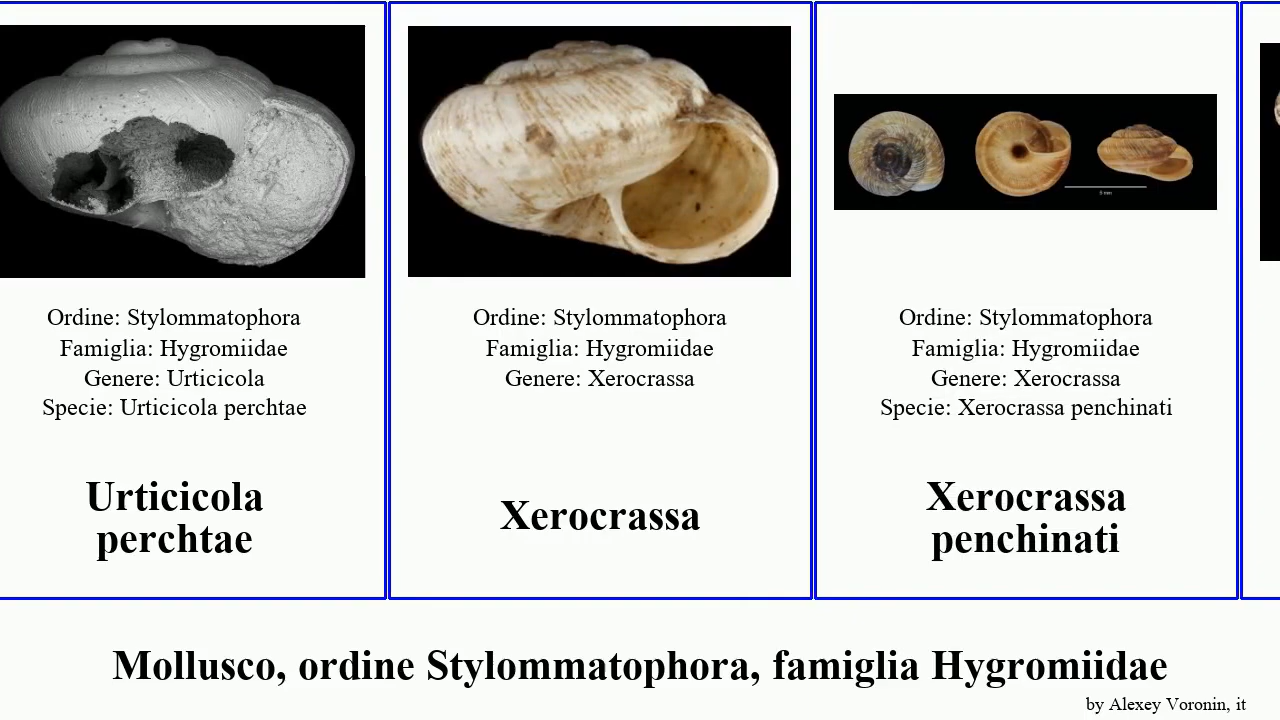 Ordine: Stylommatophora
Famiglia: Hygromiidae
Genere: Urticicola
Specie: Urticicola perchtae
Urticicola
perchtae
Ordine: Stylommatophora
Famiglia: Hygromiidae
Genere: Xerocrassa
Xerocrassa
Ordine: Stylommatophora
Famiglia: Hygromiidae
Genere: Xerocrassa
Specie: Xerocrassa penchinati
Xerocrassa
penchinati
Mollusco, ordine Stylommatophora, famiglia Hygromiidae
by Alexey Voronin, it